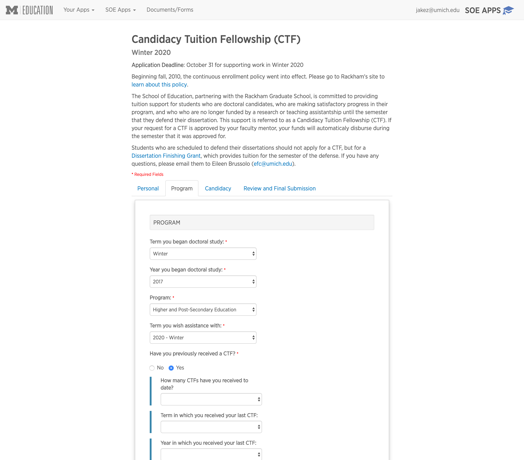 M | EDUCATION
Your Apps
SOE Apps
Documents/Forms
jakez@umich.edu
SOE APPS
Candidacy Tuition Fellowship (CTF)
Winter 2020
Application Deadline: October 31 for supporting work in Winter 2020
Beginning fall, 2010, the continuous enrollment policy went into effect. Please go to Rackham's site to
learn about this policy.
The School of Education, partnering with the Rackham Graduate School, is committed to providing
tuition support for students who are doctoral candidates, who are making satisfactory progress in their
program, and who who are no longer funded by a research or teaching assistantship until the semester
that they defend their dissertation. This support is referred to as a Candidacy Tuition Fellowship (CTF). If
your request for a CTF is approved by your faculty mentor, your funds will automatically disburse during
the semester that it was approved for.
Students who are scheduled to defend their dissertations should not apply for a CTF, but for a
Dissertation Finishing Grant, which provides tuition for the semester of the defense. If you have any
questions, please email them to Eileen Brussolo (sfc@umich.edu).
* Required Fields
Personal
Program
Candidacy
Review and Final Submission
PROGRAM
Term you began doctoral study: *
Winter
Year you began doctoral study: *
2017
Program: *
Higher and Post-Secondary Education
Term you wish assistance with: *
2020 - Winter
Have you previously received a CTF? *
No Yes
How many CTFs have you received to
date?
Term in which you received your last CTF:
Year in which you received your last CTF: